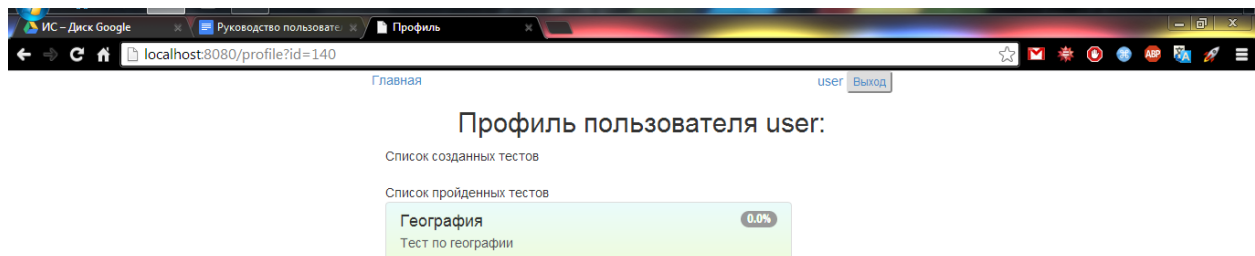 ИС – Диск Google
Руководство пользовате
Профиль
localhost:8080/profile?id=140
ABP
Главная
user Выход
Профиль пользователя user:
Список созданных тестов
Список пройденных тестов
География 0.0%
Тест по географии